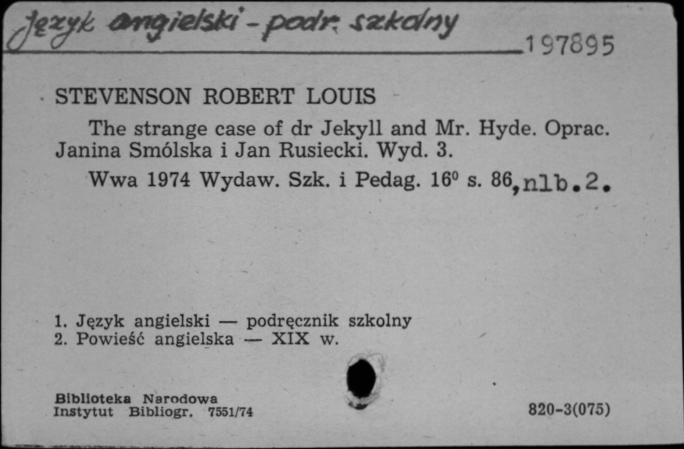 Język angielski - podr. szkolny
197895
STEVENSON ROBERT LOUIS
The strange case of dr Jekyll and Mr. Hyde. Oprac.
Janina Smólska i Jan Rusiecki. Wyd. 3.
Wwa 1974 Wydaw. Szk. i Pedag. 16⁰ s. 86, nlb. 2.
1. Język angielski — podręcznik szkolny
2. Powieść angielska — XIX w.
Biblioteka Narodowa
Instytut Bibliogr. 7551/74
820-3(075)